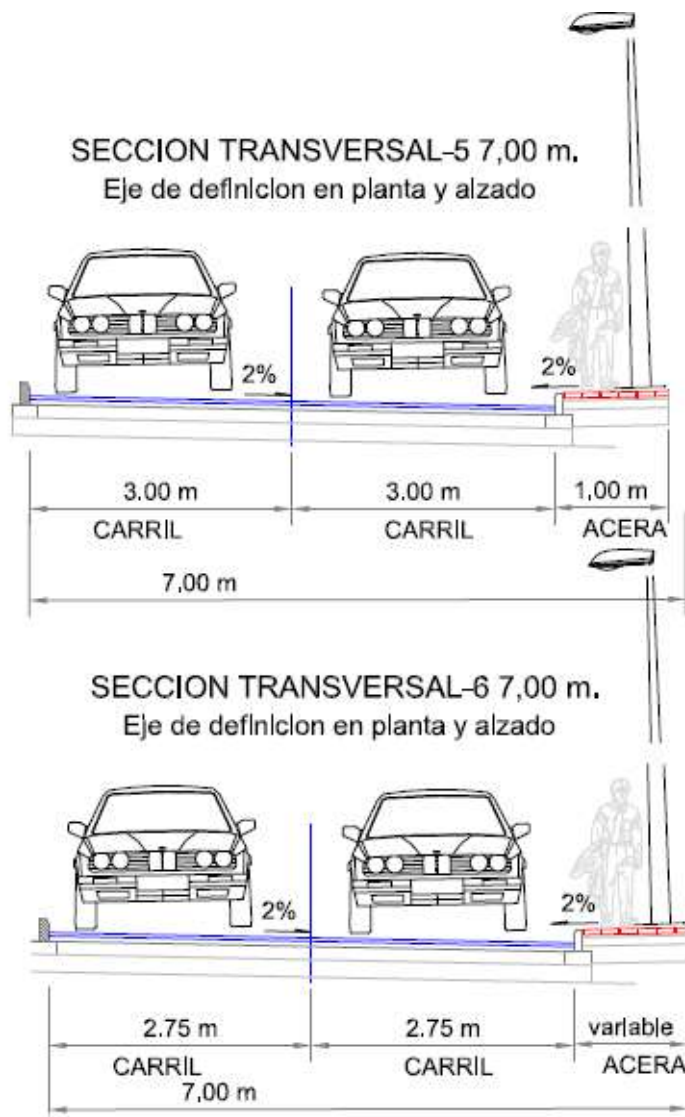 SECCION TRANSVERSAL-5 7,00 m.
Eje de definicion en planta y alzado
2%
2%
3.00 m
3.00 m
1,00 m
CARRIL
CARRIL
ACERA
7,00 m
SECCION TRANSVERSAL-6 7,00 m.
Eje de definicion en planta y alzado
2%
2%
2.75 m
2.75 m
variable
CARRIL
CARRIL
ACERA
7,00 m